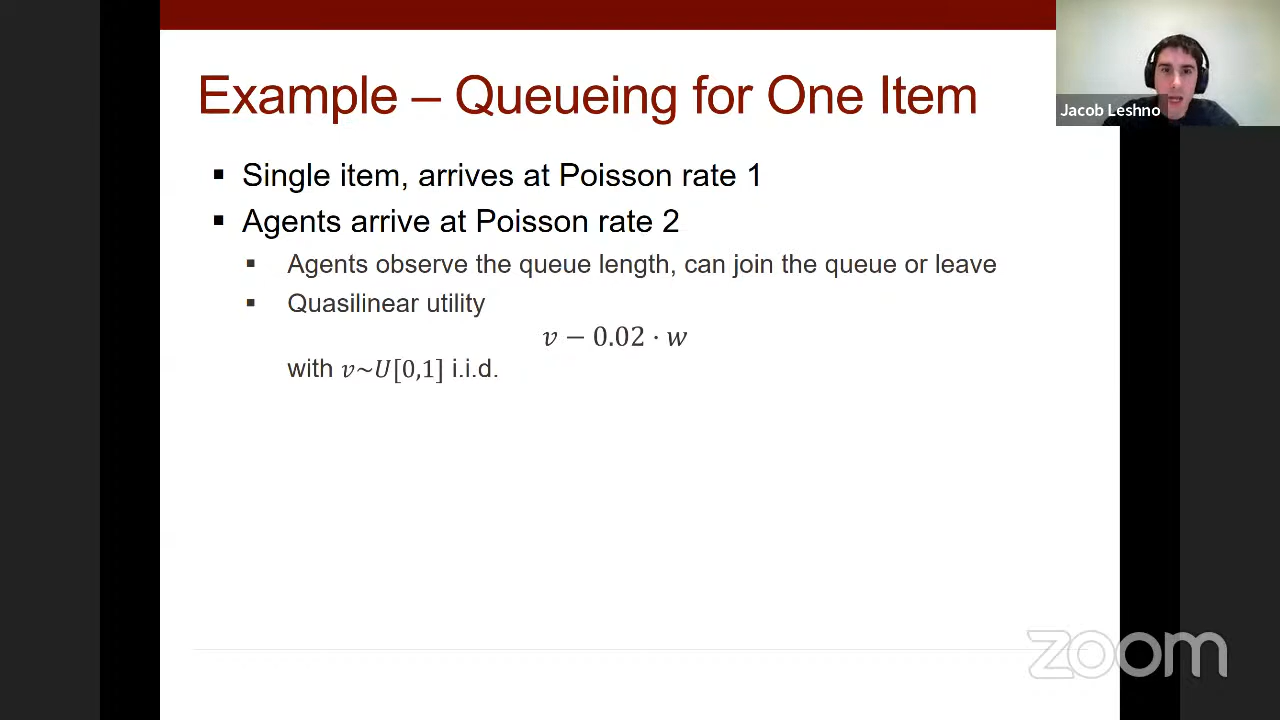 Example – Queueing for One Item
Jacob Leshno
▪ Single item, arrives at Poisson rate 1
▪ Agents arrive at Poisson rate 2
▪ Agents observe the queue length, can join the queue or leave
▪ Quasilinear utility
v − 0.02 · w
with v~U[0,1] i.i.d.
zoom